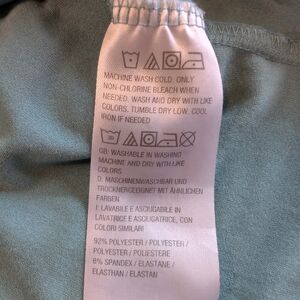 MACHINE WASH COLD. ONLY
NON-CHLORINE BLEACH WHEN
NEEDED. WASH AND DRY WITH LIKE
COLORS. TUMBLE DRY LOW. COOL
IRON IF NEEDED
30
GB: WASHABLE IN WASHING
MACHINE AND DRY WITH LIKE
COLORS
D: MASCHINENWASCHBAR UND
TROCKNERGEEIGNET MIT ÄHNLICHEN
FARBEN
I: LAVABILE E ASCIUGABILE IN
LAVATRICE E ASCIUGATRICE, CON
COLORI SIMILARI
92% POLYESTER / POLYESTER /
POLYESTER / POLIESTERE
8% SPANDEX / ELASTANE /
ELASTHAN / ELASTAN